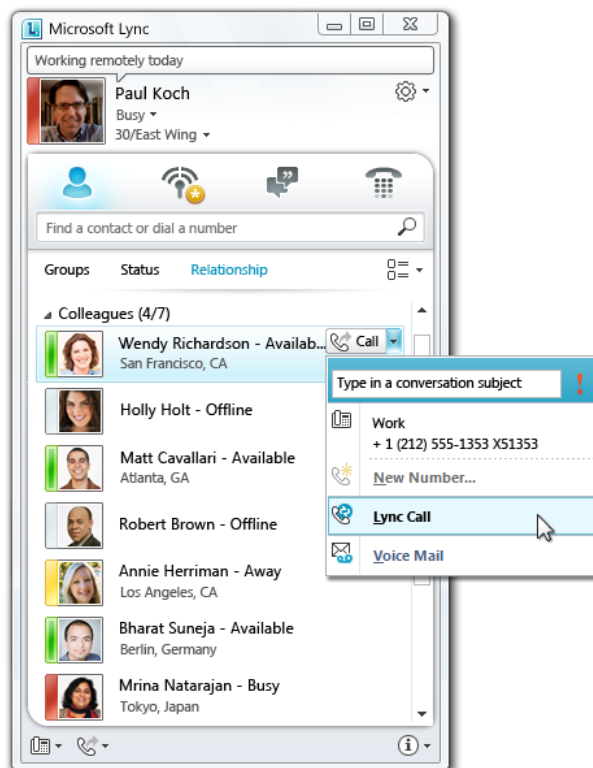 Microsoft Lync
Working remotely today
Paul Koch
Busy
30/East Wing
Find a contact or dial a number
Groups Status Relationship
Colleagues (4/7)
Wendy Richardson - Availab... Call
San Francisco, CA
Type in a conversation subject
Work
+ 1 (212) 555-1353 X51353
New Number...
Lync Call
Voice Mail
Holly Holt - Offline
Matt Cavallari - Available
Atlanta, GA
Robert Brown - Offline
Annie Herriman - Away
Los Angeles, CA
Bharat Suneja - Available
Berlin, Germany
Mrina Natarajan - Busy
Tokyo, Japan